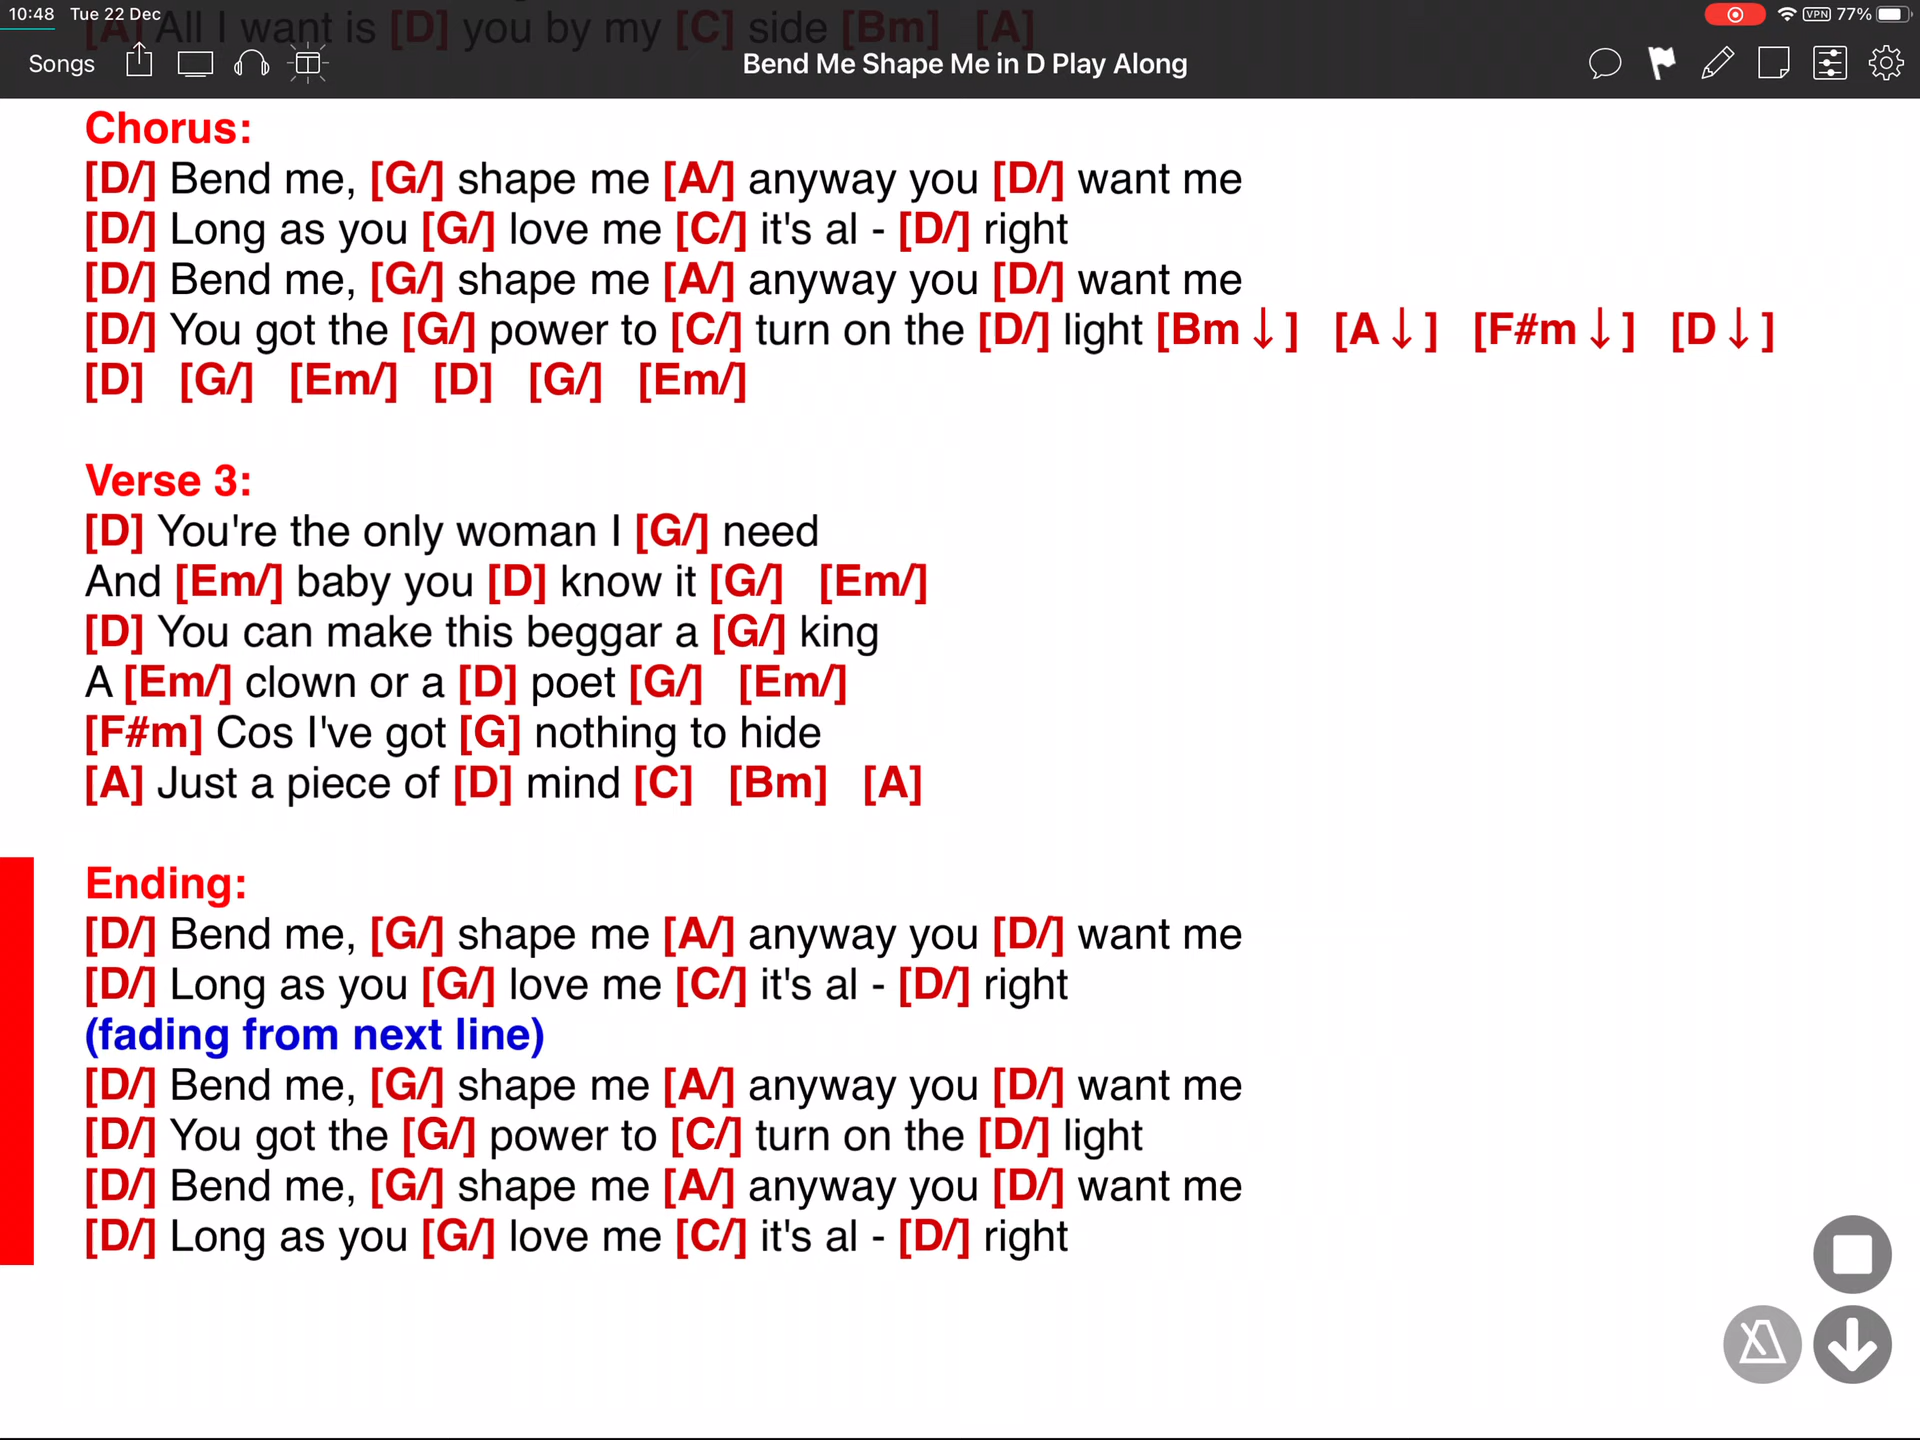 10:48 Tue 22 Dec
VPN 77%
[A] All I want is [D] you by my [C] side [Bm] [A]
Songs
Bend Me Shape Me in D Play Along
Chorus:
[D/] Bend me, [G/] shape me [A/] anyway you [D/] want me
[D/] Long as you [G/] love me [C/] it's al - [D/] right
[D/] Bend me, [G/] shape me [A/] anyway you [D/] want me
[D/] You got the [G/] power to [C/] turn on the [D/] light [Bm↓] [A↓] [F#m↓] [D↓]
[D] [G/] [Em/] [D] [G/] [Em/]
Verse 3:
[D] You're the only woman I [G/] need
And [Em/] baby you [D] know it [G/] [Em/]
[D] You can make this beggar a [G/] king
A [Em/] clown or a [D] poet [G/] [Em/]
[F#m] Cos I've got [G] nothing to hide
[A] Just a piece of [D] mind [C] [Bm] [A]
Ending:
[D/] Bend me, [G/] shape me [A/] anyway you [D/] want me
[D/] Long as you [G/] love me [C/] it's al - [D/] right
(fading from next line)
[D/] Bend me, [G/] shape me [A/] anyway you [D/] want me
[D/] You got the [G/] power to [C/] turn on the [D/] light
[D/] Bend me, [G/] shape me [A/] anyway you [D/] want me
[D/] Long as you [G/] love me [C/] it's al - [D/] right